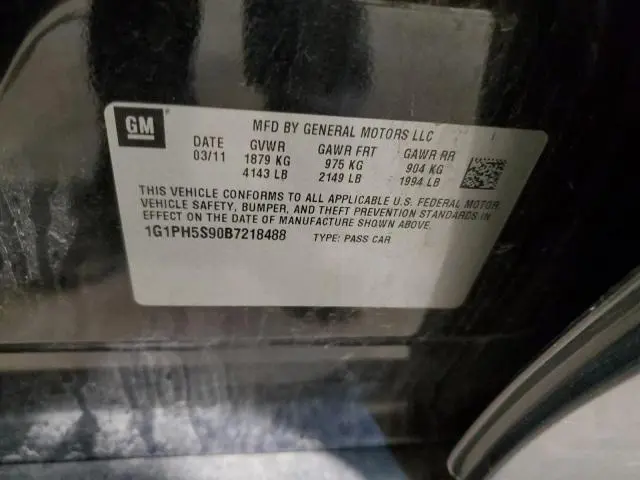 GM
MFD BY GENERAL MOTORS LLC
DATE GVWR GAWR FRT GAWR RR
03/11 1879 KG 975 KG 904 KG
4143 LB 2149 LB 1994 LB
THIS VEHICLE CONFORMS TO ALL APPLICABLE U.S. FEDERAL MOTOR
VEHICLE SAFETY, BUMPER, AND THEFT PREVENTION STANDARDS IN
EFFECT ON THE DATE OF MANUFACTURE SHOWN ABOVE.
1G1PH5S90B7218488 TYPE: PASS CAR